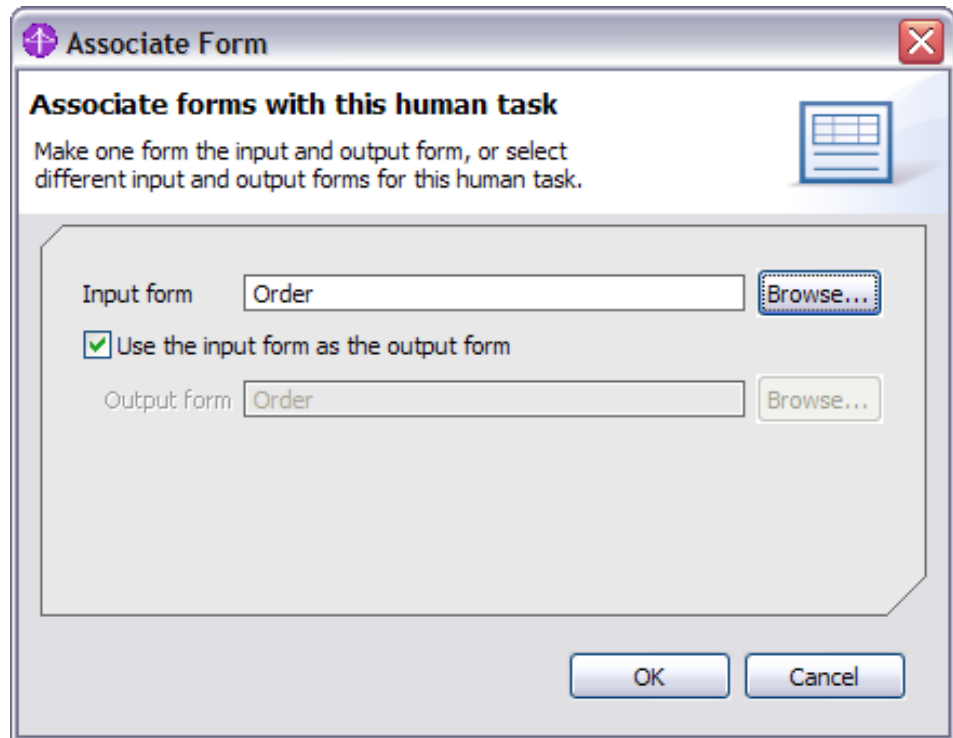 Associate Form
Associate forms with this human task
Make one form the input and output form, or select
different input and output forms for this human task.
Input form Order Browse...
Use the input form as the output form
Output form Order Browse...
OK Cancel